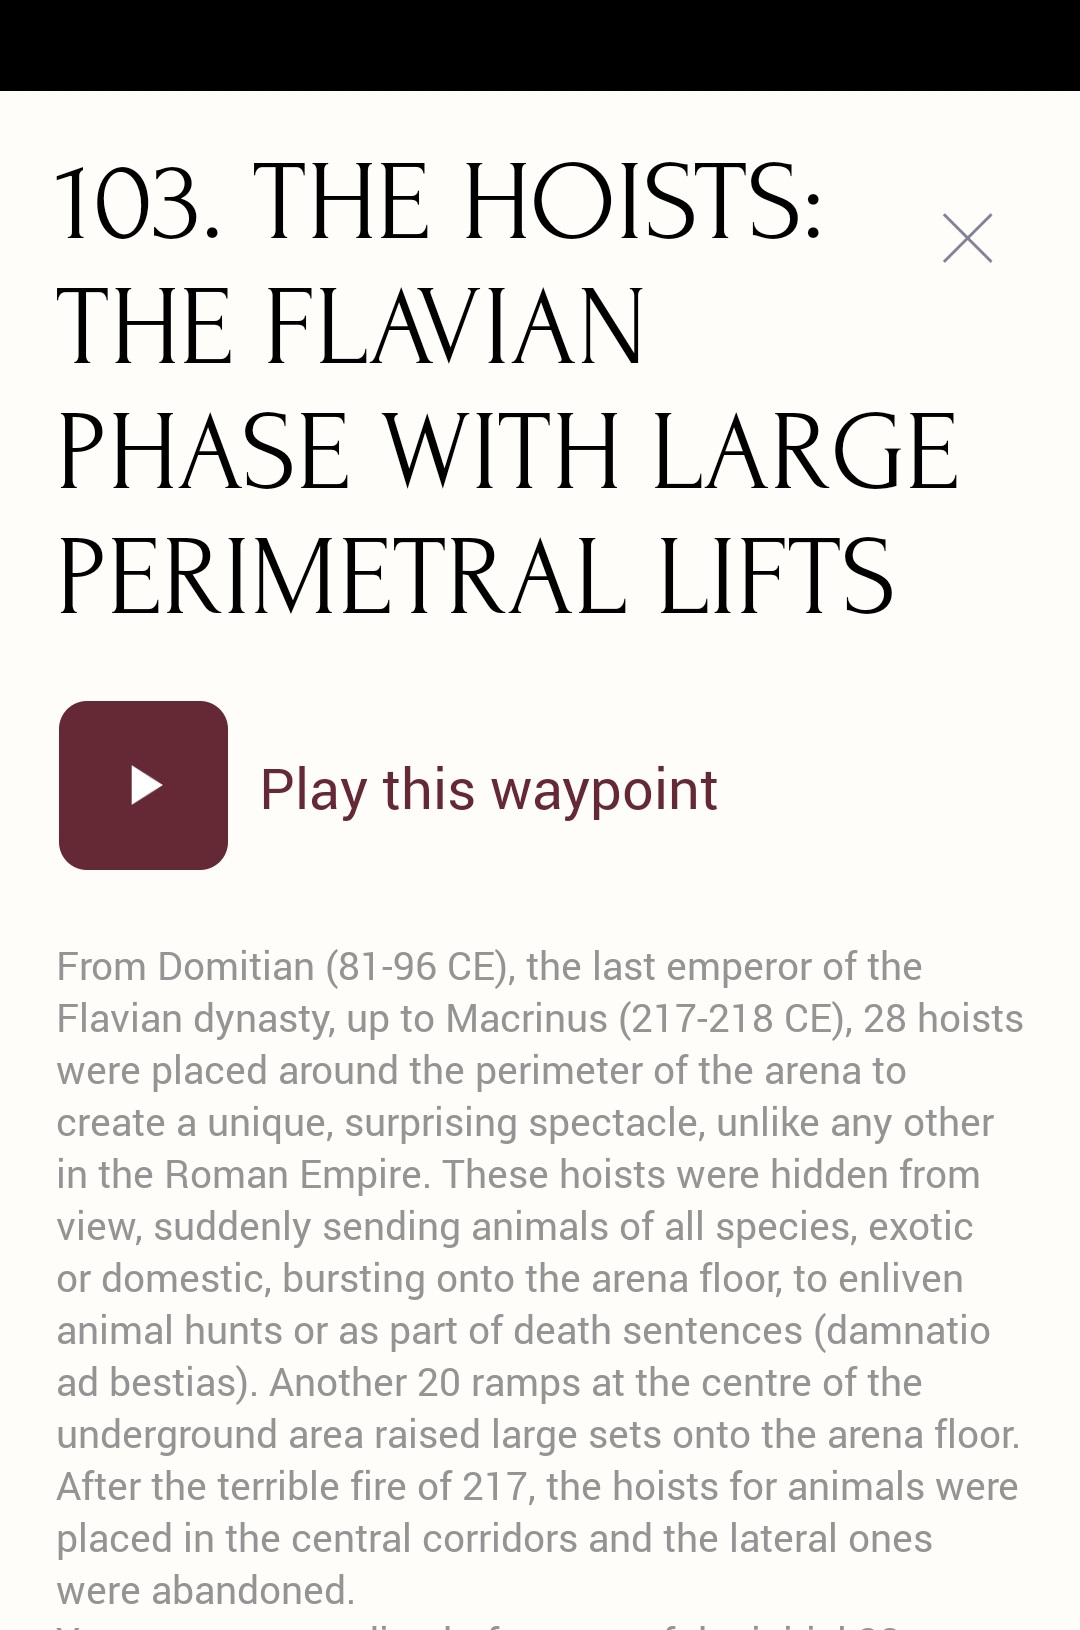 103. THE HOISTS:
THE FLAVIAN
PHASE WITH LARGE
PERIMETRAL LIFTS
Play this waypoint
From Domitian (81-96 CE), the last emperor of the
Flavian dynasty, up to Macrinus (217-218 CE), 28 hoists
were placed around the perimeter of the arena to
create a unique, surprising spectacle, unlike any other
in the Roman Empire. These hoists were hidden from
view, suddenly sending animals of all species, exotic
or domestic, bursting onto the arena floor, to enliven
animal hunts or as part of death sentences (damnatio
ad bestias). Another 20 ramps at the centre of the
underground area raised large sets onto the arena floor.
After the terrible fire of 217, the hoists for animals were
placed in the central corridors and the lateral ones
were abandoned.